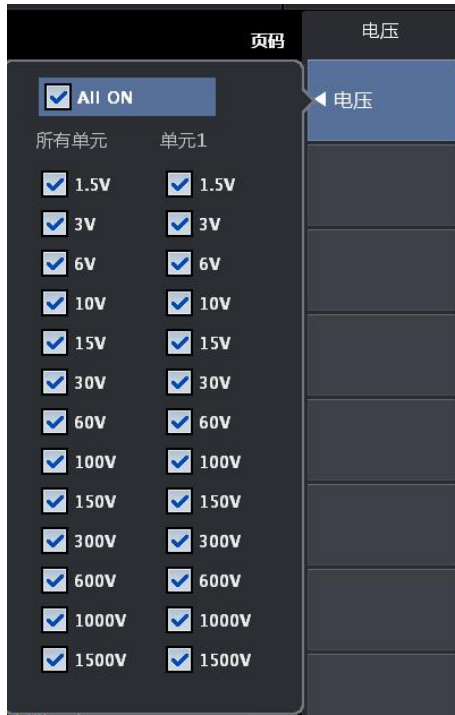 页码
电压
All ON
电压
所有单元 单元1
1.5V 1.5V
3V 3V
6V 6V
10V 10V
15V 15V
30V 30V
60V 60V
100V 100V
150V 150V
300V 300V
600V 600V
1000V 1000V
1500V 1500V